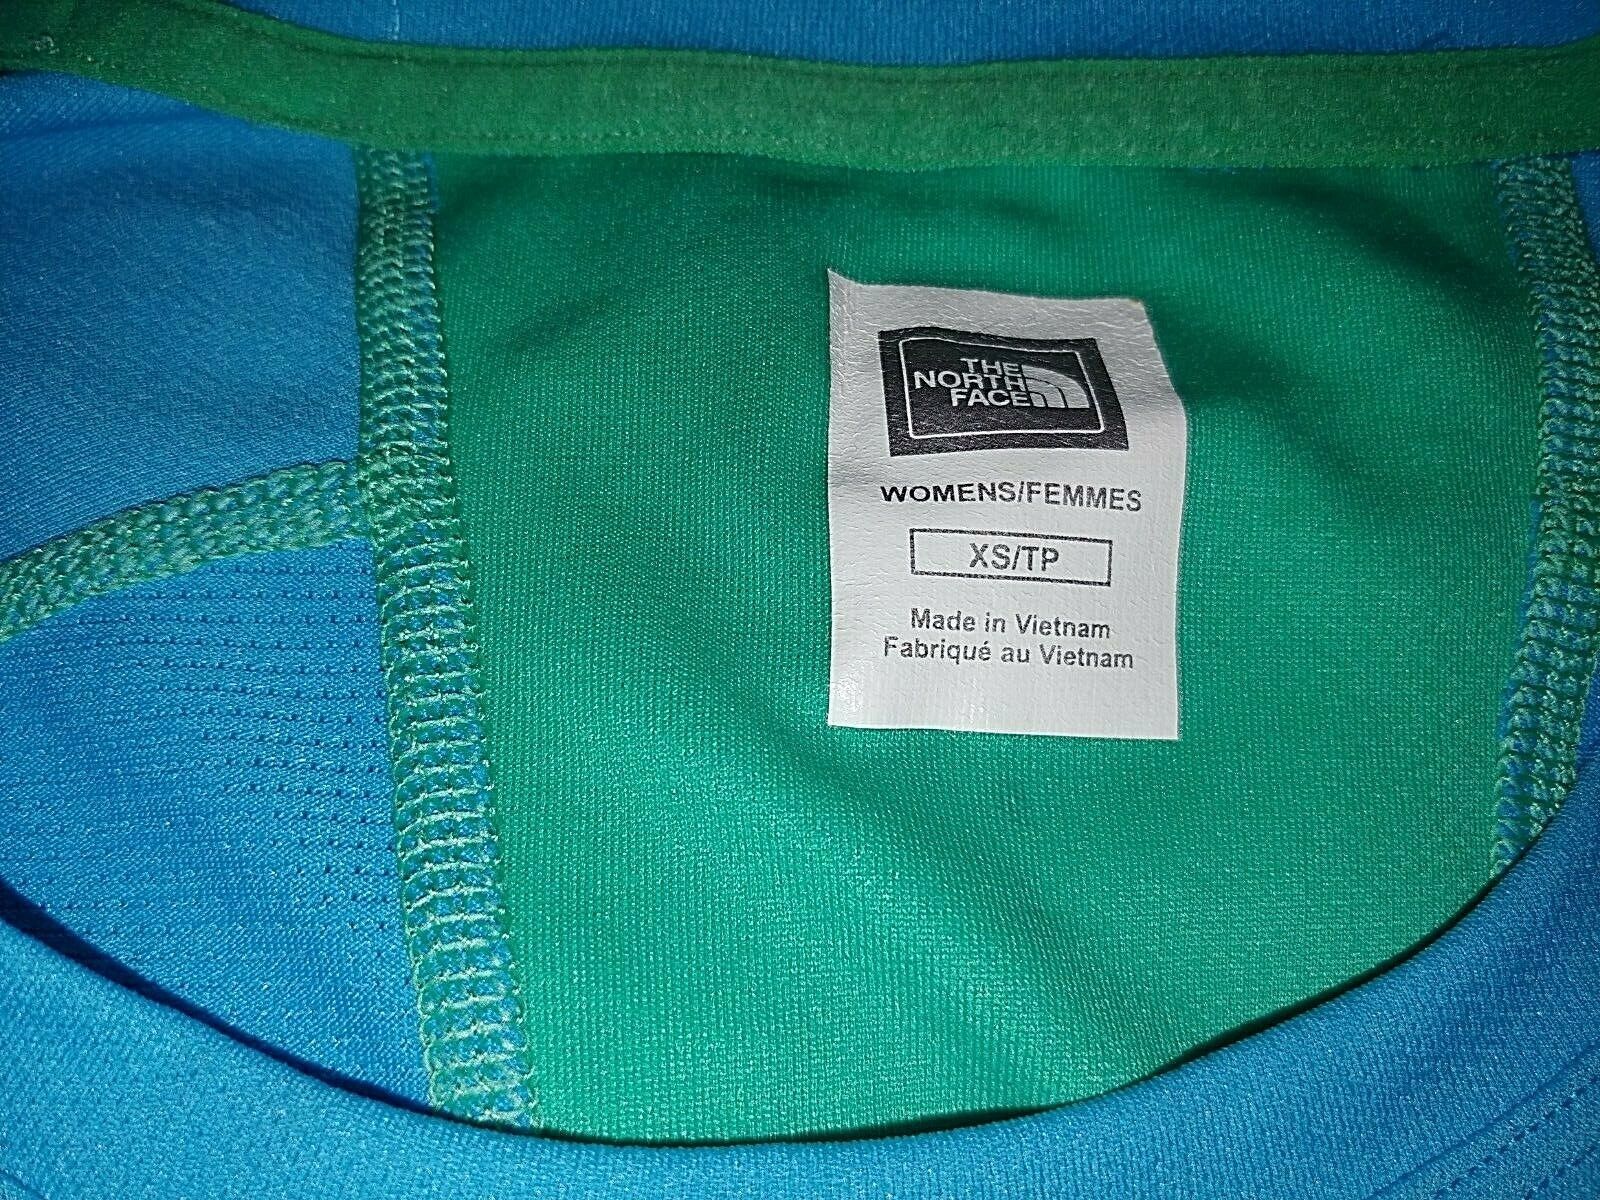 THE
NORTH
FACE
WOMENS/FEMMES
XS/TP
Made in Vietnam
Fabriqué au Vietnam